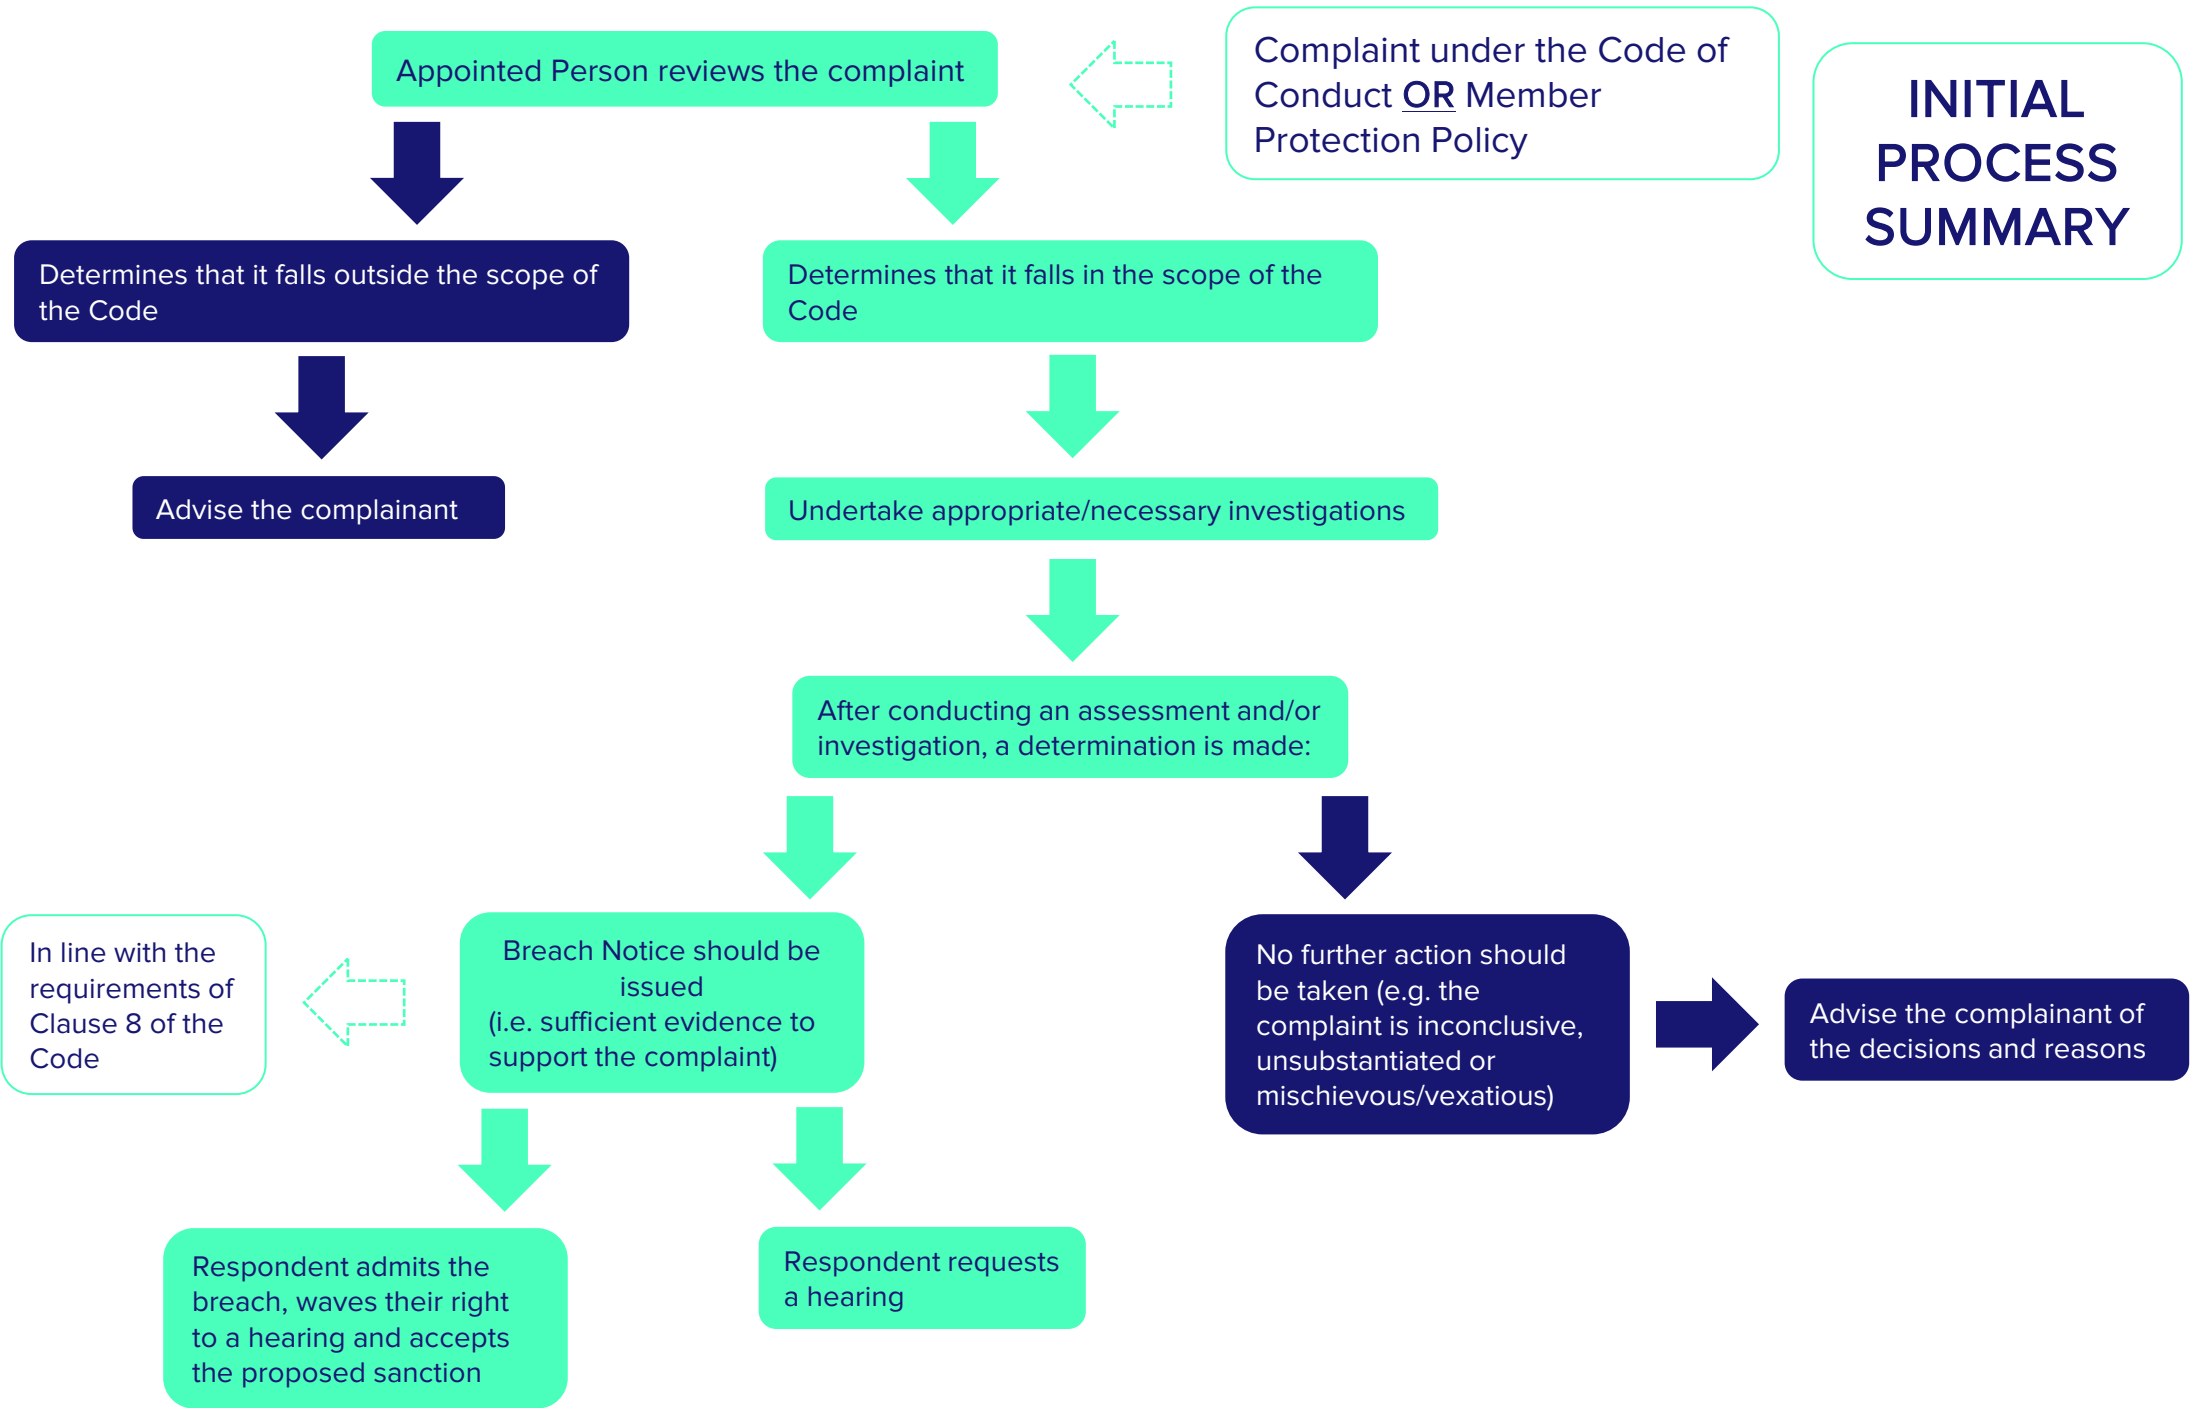 Appointed Person reviews the complaint
Complaint under the Code of
Conduct OR Member
Protection Policy
INITIAL
PROCESS
SUMMARY
Determines that it falls outside the scope of
the Code
Determines that it falls in the scope of the
Code
Advise the complainant
Undertake appropriate/necessary investigations
After conducting an assessment and/or
investigation, a determination is made:
In line with the
requirements of
Clause 8 of the
Code
Breach Notice should be
issued
(i.e. sufficient evidence to
support the complaint)
No further action should
be taken (e.g. the
complaint is inconclusive,
unsubstantiated or
mischievous/vexatious)
Advise the complainant of
the decisions and reasons
Respondent admits the
breach, waves their right
to a hearing and accepts
the proposed sanction
Respondent requests
a hearing